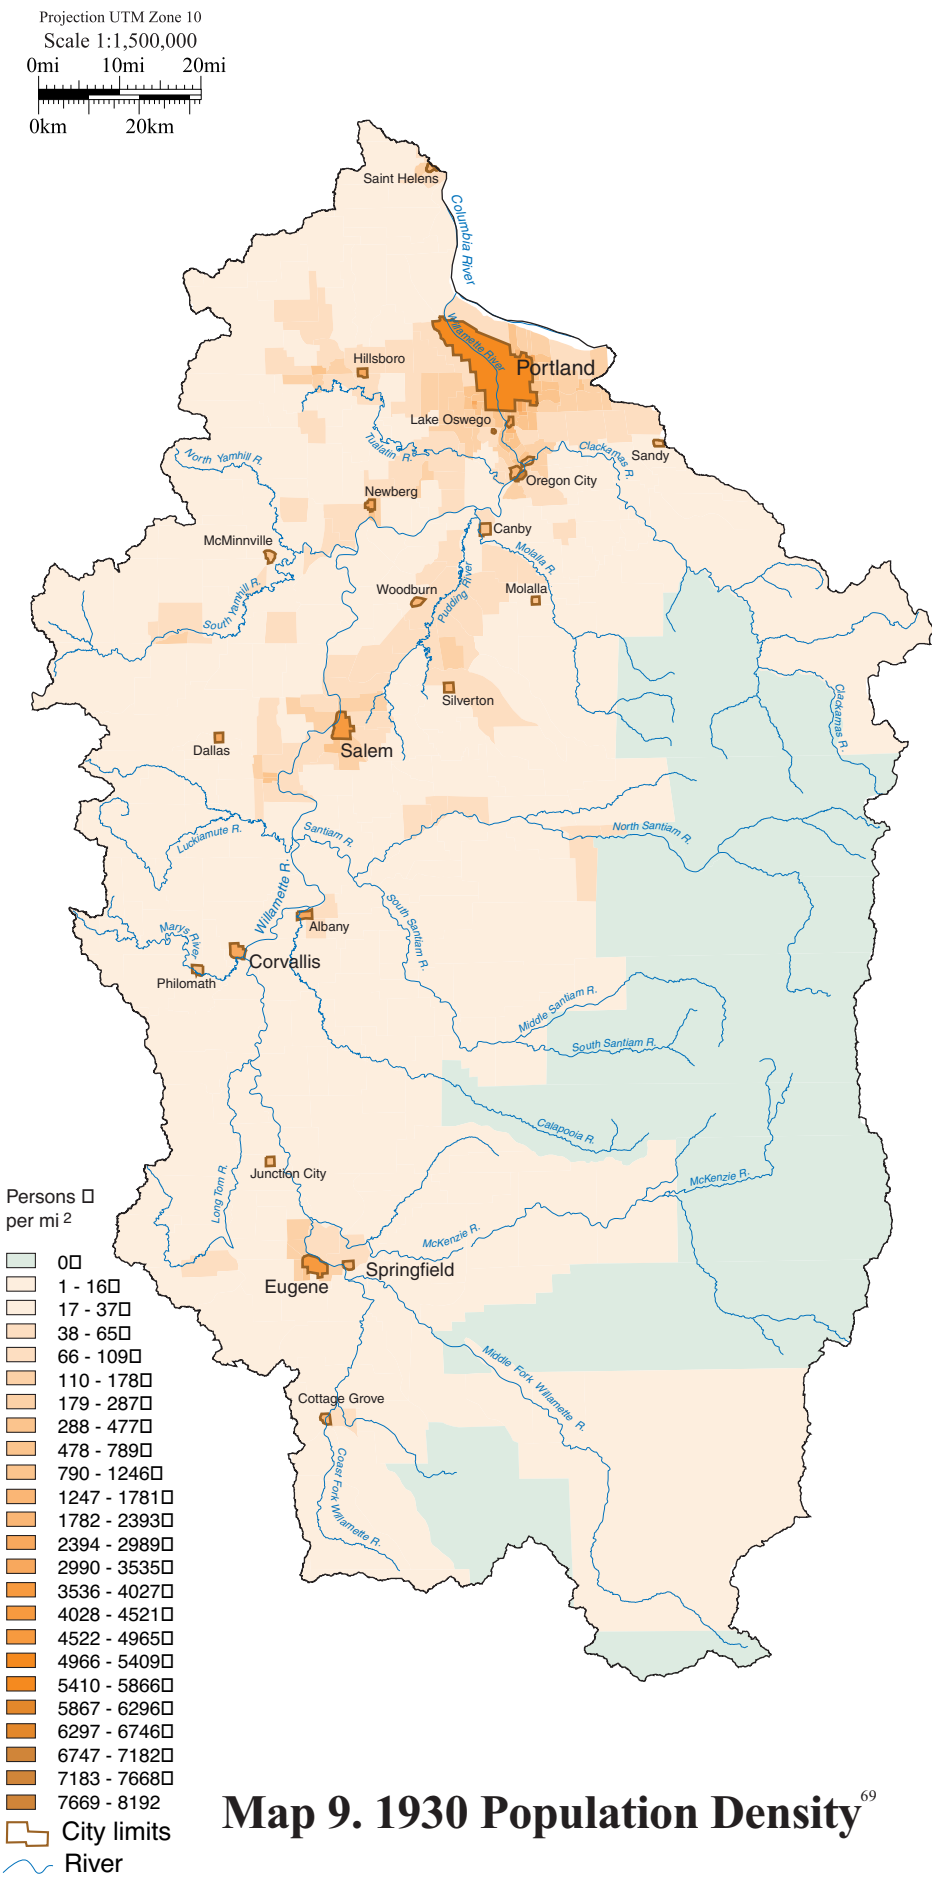 Projection UTM Zone 10
Scale 1:1,500,000
0mi 10mi 20mi
0km 20km
Saint Helens
Columbia River
Willamette River
Portland
Hillsboro
Lake Oswego
Tualatin R.
Clackamas R.
Sandy
North Yamhill R.
Oregon City
Newberg
Canby
McMinnville
Molalla R.
Woodburn
Pudding River
Molalla
South Yamhill R.
Silverton
Clackamas R.
Dallas
Salem
Luckiamute R.
Santiam R.
North Santiam R.
Willamette R.
South Santiam R.
Albany
Marys River
Corvallis
Philomath
Middle Santiam R.
South Santiam R.
Calapooia R.
Junction City
Long Tom R.
McKenzie R.
McKenzie R.
Springfield
Eugene
Middle Fork Willamette R.
Cottage Grove
Coast Fork Willamette R.
Persons
per mi 2
0
1 - 16
17 - 37
38 - 65
66 - 109
110 - 178
179 - 287
288 - 477
478 - 789
790 - 1246
1247 - 1781
1782 - 2393
2394 - 2989
2990 - 3535
3536 - 4027
4028 - 4521
4522 - 4965
4966 - 5409
5410 - 5866
5867 - 6296
6297 - 6746
6747 - 7182
7183 - 7668
7669 - 8192
City limits
River
Map 9. 1930 Population Density69